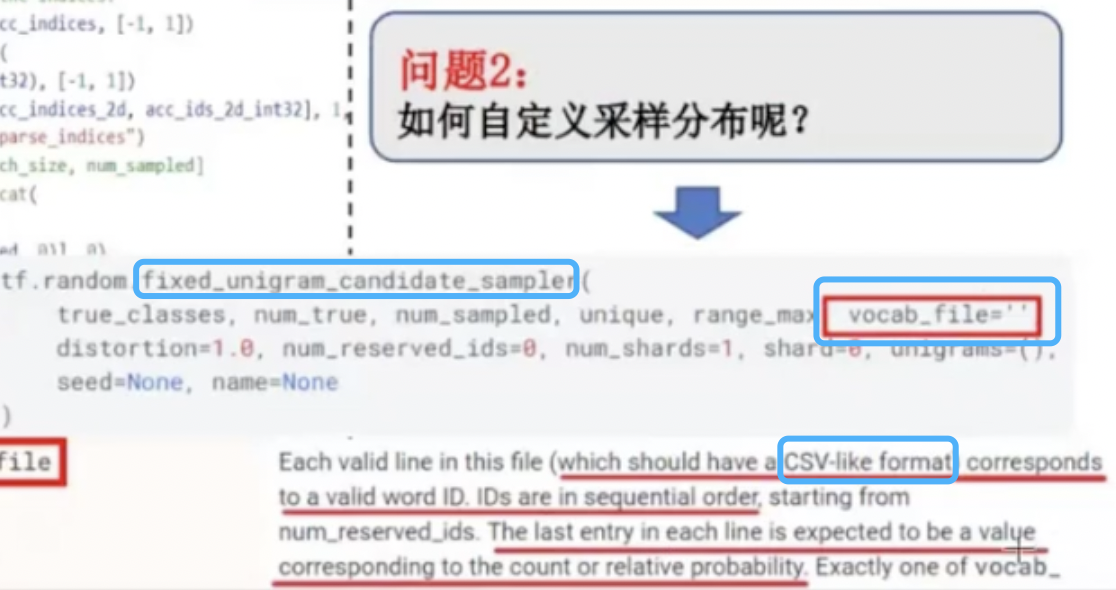 cc_indices, [-1, 1])
(
t32), [-1, 1])
cc_indices_2d, acc_ids_2d_int32], 1,
parse_indices")
ch_size, num_sampled]
cat(
问题2：
如何自定义采样分布呢？
tf.random.fixed_unigram_candidate_sampler(
true_classes, num_true, num_sampled, unique, range_max, vocab_file=''
distortion=1.0, num_reserved_ids=0, num_shards=1, shard=0, unigrams=(),
seed=None, name=None
)
file
Each valid line in this file (which should have a CSV-like format) corresponds
to a valid word ID. IDs are in sequential order, starting from
num_reserved_ids. The last entry in each line is expected to be a value
corresponding to the count or relative probability. Exactly one of vocab_